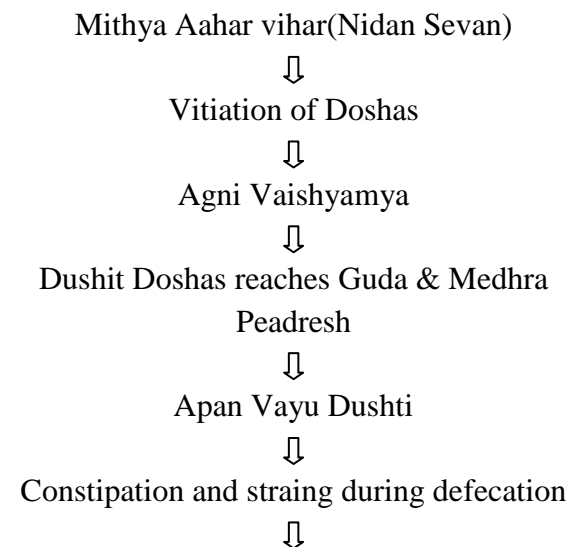 Mithya Aahar vihar(Nidan Sevan)
⇩
Vitiation of Doshas
⇩
Agni Vaishyamya
⇩
Dushit Doshas reaches Guda & Medhra
Peadresh
⇩
Apan Vayu Dushti
⇩
Constipation and straing during defecation
⇩